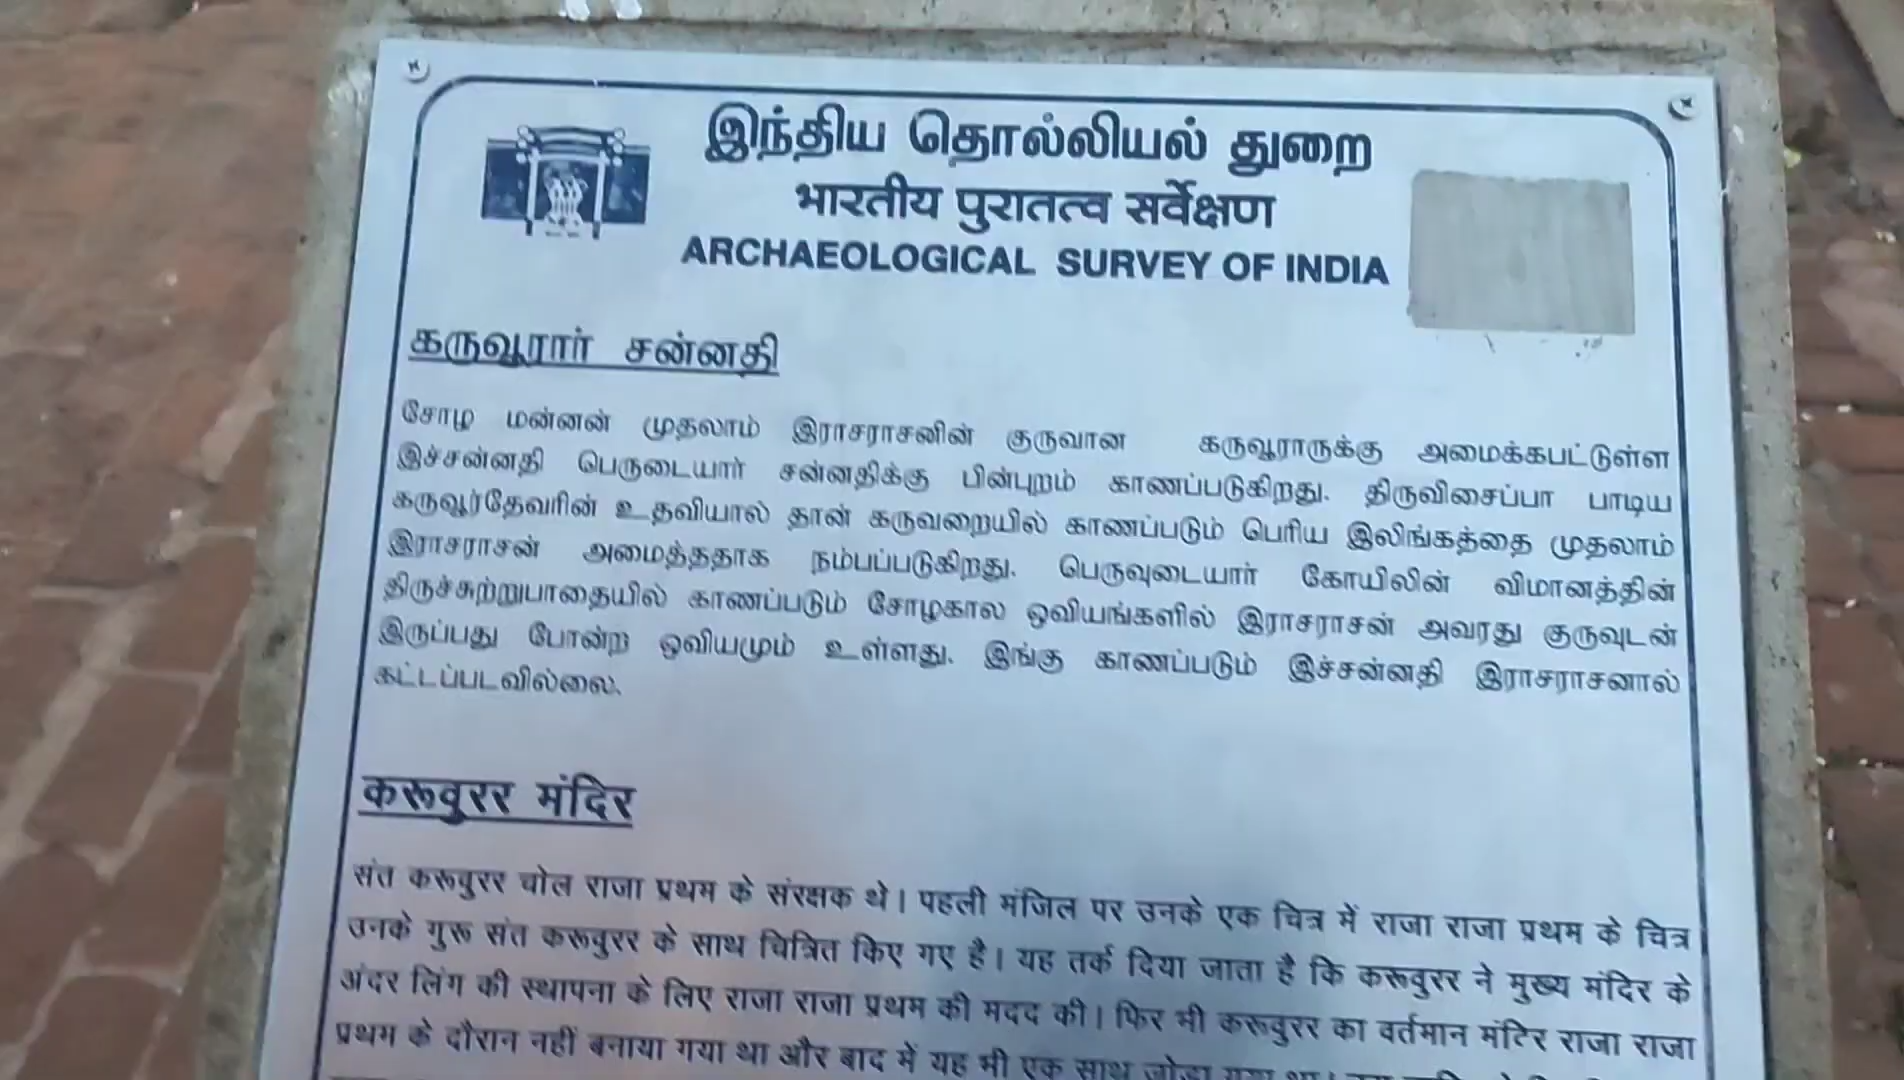 இந்திய தொல்லியல் துறை
भारतीय पुरातत्व सर्वेक्षण
ARCHAEOLOGICAL SURVEY OF INDIA
கருவூரார் சன்னதி
சோழ மன்னன் முதலாம் இராசராசனின் குருவான கருவூராருக்கு அமைக்கபட்டுள்ள
இச்சன்னதி பெருடையார் சன்னதிக்கு பின்புறம் காணப்படுகிறது. திருவிசைப்பா பாடிய
கருவூர்தேவரின் உதவியால் தான் கருவறையில் காணப்படும் பெரிய இலிங்கத்தை முதலாம்
இராசராசன் அமைத்ததாக நம்பப்படுகிறது. பெருவுடையார் கோயிலின் விமானத்தின்
திருச்சுற்றுபாதையில் காணப்படும் சோழகால ஓவியங்களில் இராசராசன் அவரது குருவுடன்
இருப்பது போன்ற ஓவியமும் உள்ளது. இங்கு காணப்படும் இச்சன்னதி இராசராசனால்
கட்டப்படவில்லை.
करूवुरर मंदिर
संत करूवुरर चोल राजा प्रथम के संरक्षक थे। पहली मंजिल पर उनके एक चित्र में राजा राजा प्रथम के चित्र
उनके गुरू संत करूवुरर के साथ चित्रित किए गए है। यह तर्क दिया जाता है कि करूवुरर ने मुख्य मंदिर के
अंदर लिंग की स्थापना के लिए राजा राजा प्रथम की मदद की। फिर भी करूवुरर का वर्तमान मंदिर राजा राजा
प्रथम के दौरान नहीं बनाया गया था और बाद में यह भी एक साथ जोड़ा गया था।